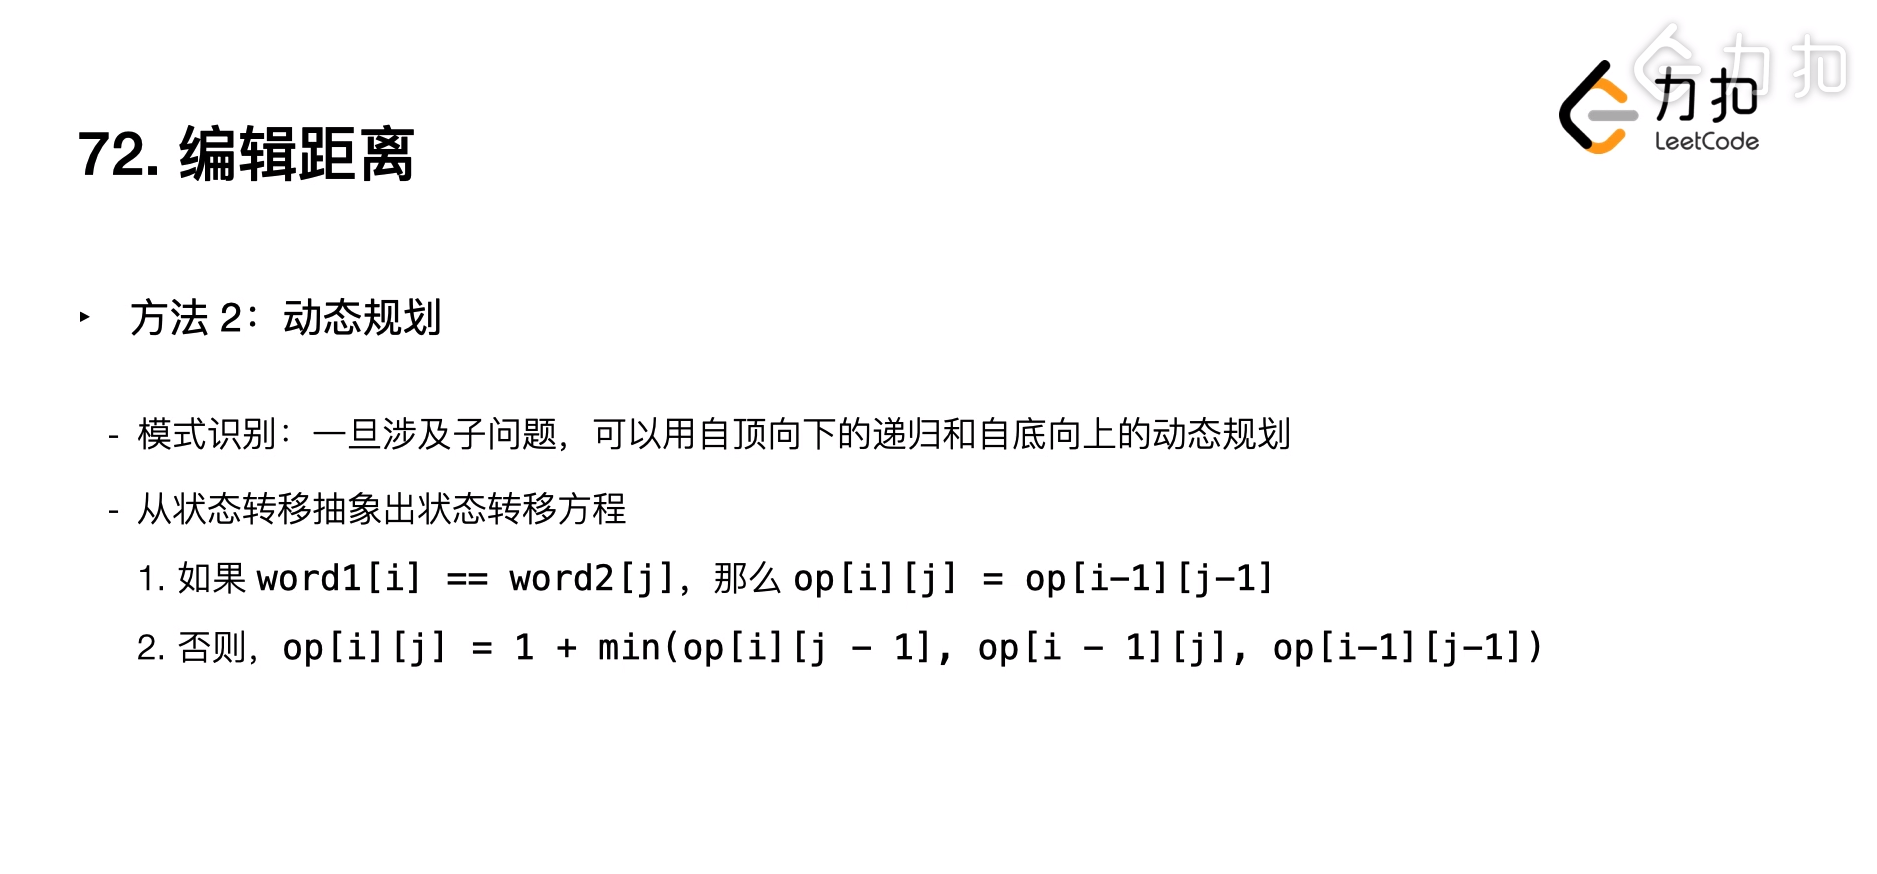 力扣
力扣
LeetCode
72. 编辑距离
‣ 方法 2：动态规划
- 模式识别：一旦涉及子问题，可以用自顶向下的递归和自底向上的动态规划
- 从状态转移抽象出状态转移方程
1. 如果 word1[i] == word2[j]，那么 op[i][j] = op[i-1][j-1]
2. 否则，op[i][j] = 1 + min(op[i][j - 1], op[i - 1][j], op[i-1][j-1])